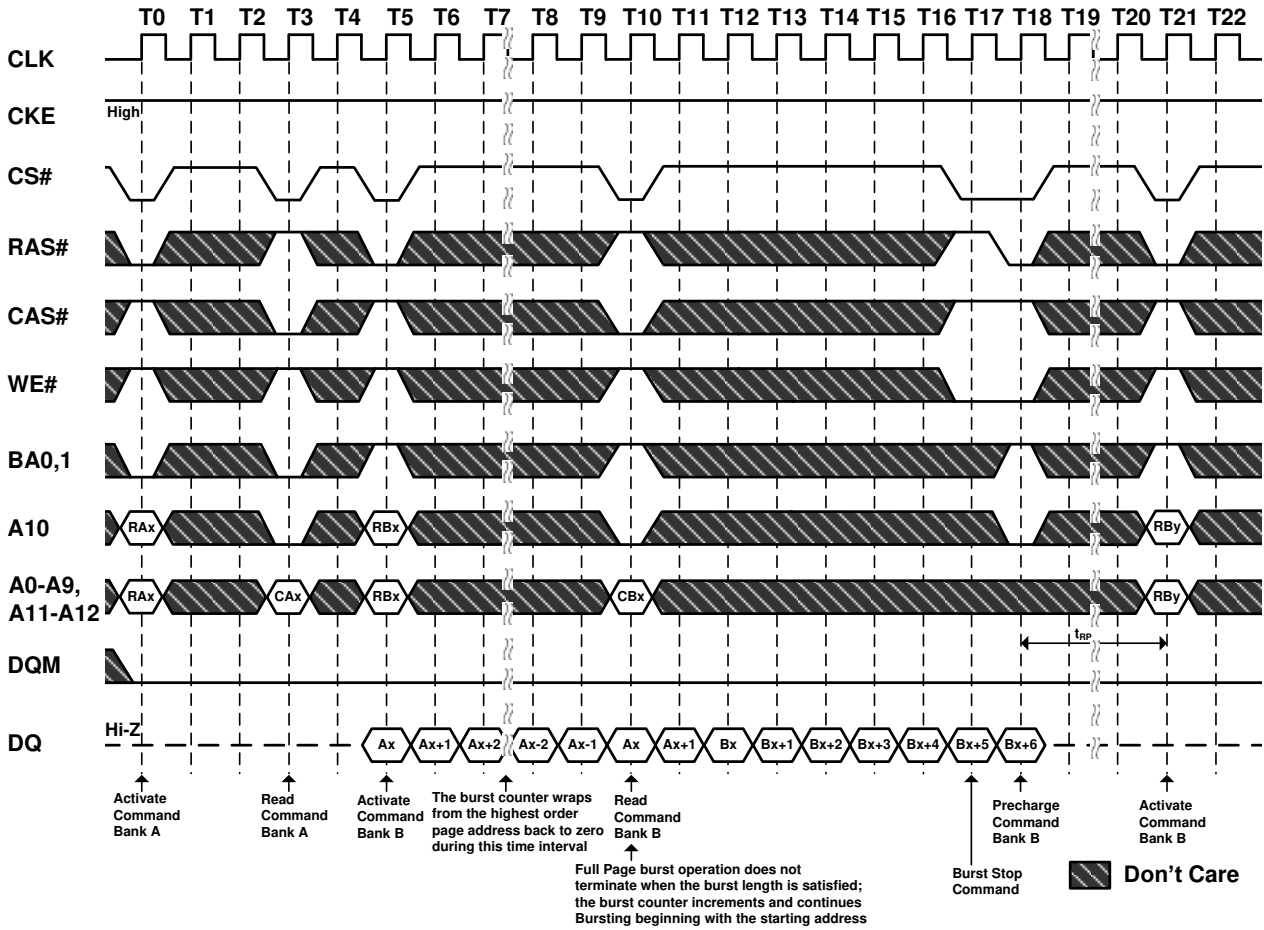 T0 T1 T2 T3 T4 T5 T6 T7 T8 T9 T10 T11 T12 T13 T14 T15 T16 T17 T18 T19 T20 T21 T22
CLK
CKE
High
CS#
RAS#
CAS#
WE#
BA0,1
A10
RAx RBx RBy
A0-A9,
A11-A12
RAx CAx RBx CBx RBy
tRP
DQM
DQ
Hi-Z
Ax Ax+1 Ax+2 Ax-2 Ax-1 Ax Ax+1 Bx Bx+1 Bx+2 Bx+3 Bx+4 Bx+5 Bx+6
Activate
Command
Bank A
Read
Command
Bank A
Activate
Command
Bank B
The burst counter wraps
from the highest order
page address back to zero
during this time interval
Read
Command
Bank B
Full Page burst operation does not
terminate when the burst length is satisfied;
the burst counter increments and continues
Bursting beginning with the starting address
Burst Stop
Command
Precharge
Command
Bank B
Activate
Command
Bank B
Don't Care